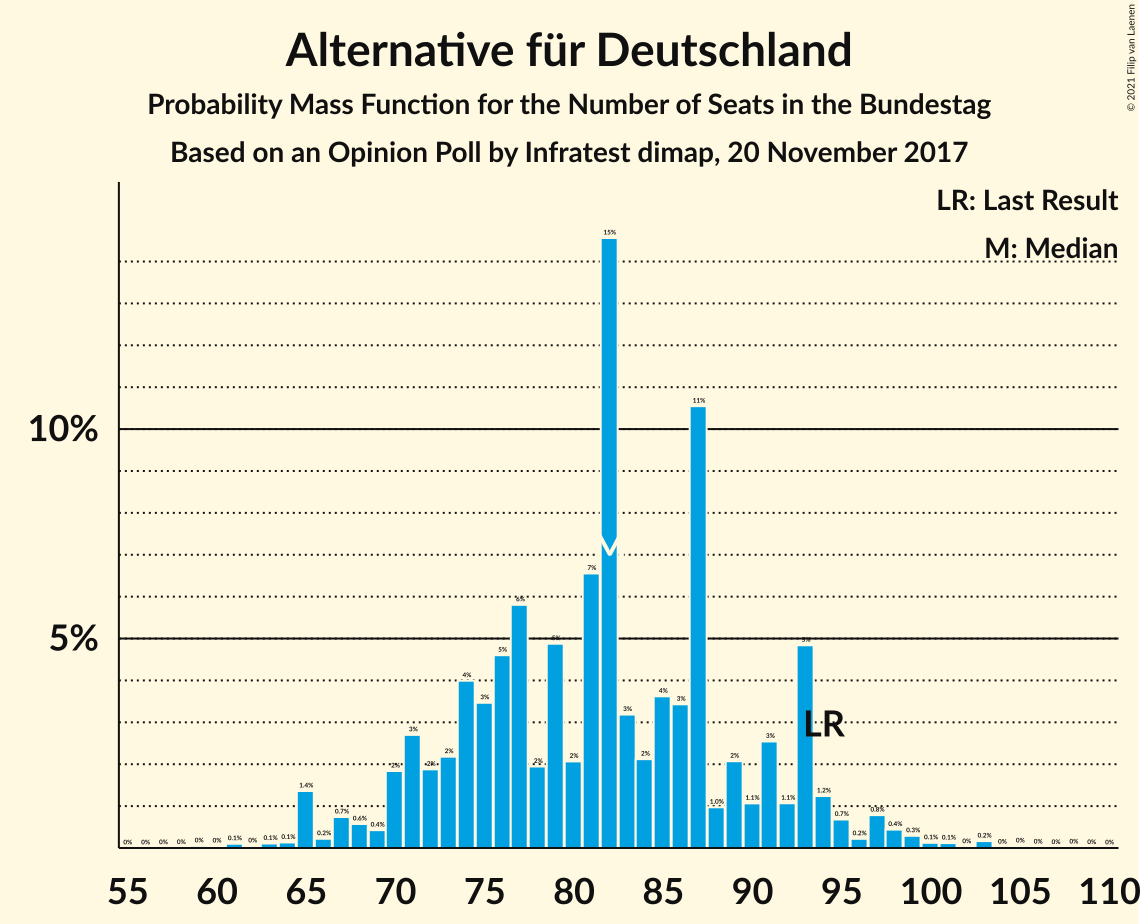 Alternative für Deutschland
Probability Mass Function for the Number of Seats in the Bundestag
Based on an Opinion Poll by Infratest dimap, 20 November 2017
© 2021 Filip van Laenen
LR: Last Result
M: Median
10%
5%
0% 0% 0% 0% 0% 0% 0.1% 0% 0.1% 0.1% 1.4% 0.2% 0.7% 0.6% 0.4% 2% 3% 2% 2% 4% 3% 5% 6% 2% 5% 2% 7% 15% 3% 2% 4% 3% 11% 1.0% 2% 1.1% 3% 1.1% 5% 1.2% 0.7% 0.2% 0.8% 0.4% 0.3% 0.1% 0.1% 0% 0.2% 0% 0% 0% 0% 0% 0% 0%
LR
55 60 65 70 75 80 85 90 95 100 105 110